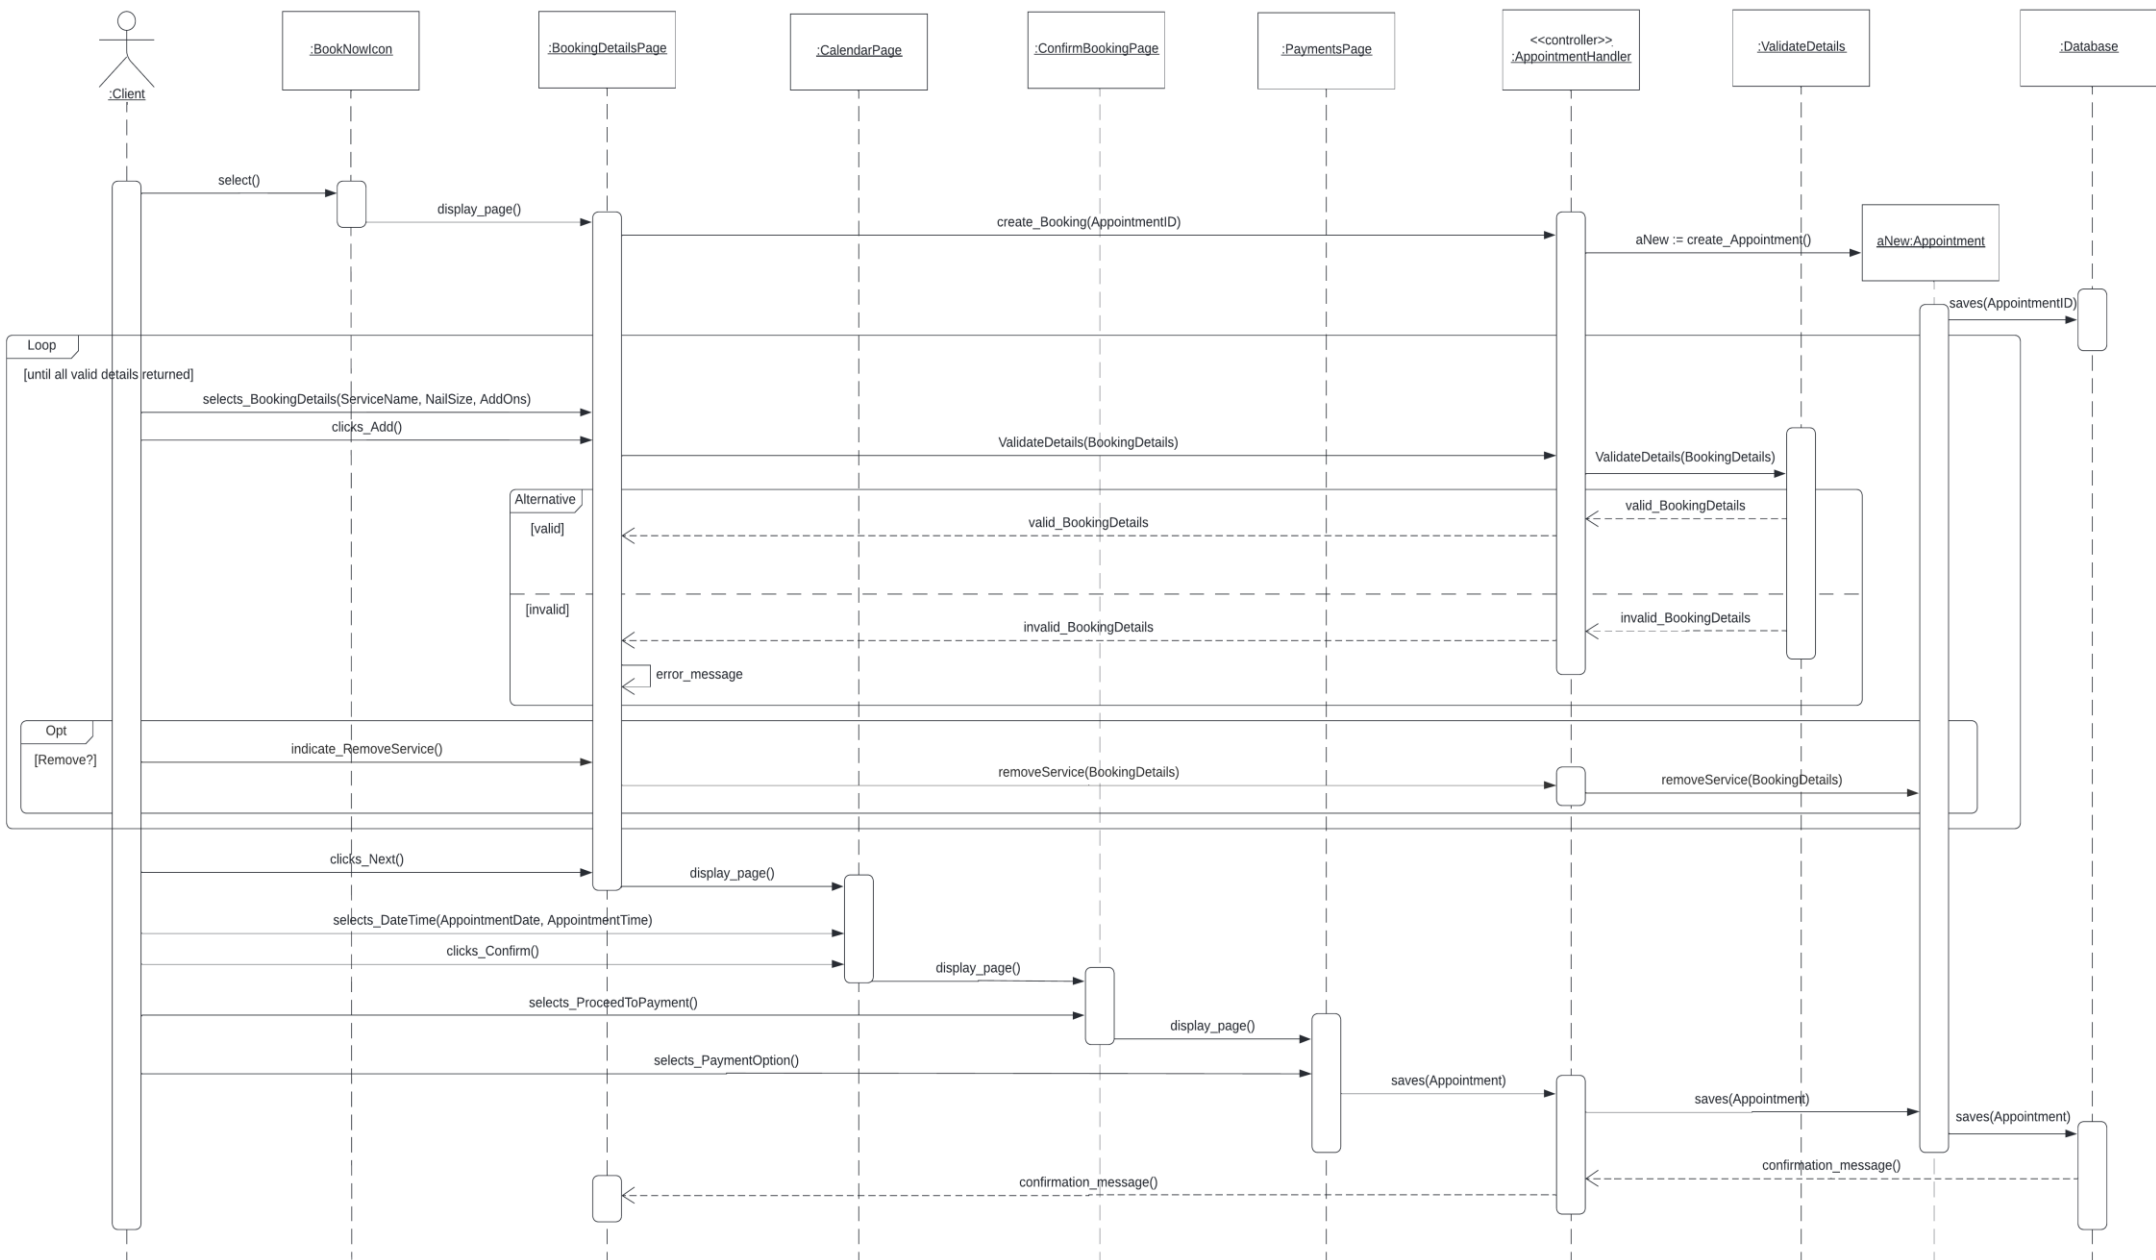 :Client
:BookNowIcon
:BookingDetailsPage
:CalendarPage
:ConfirmBookingPage
:PaymentsPage
<<controller>>
:AppointmentHandler
:ValidateDetails
:Database
select()
display_page()
create_Booking(AppointmentID)
aNew := create_Appointment()
aNew:Appointment
saves(AppointmentID)
Loop
[until all valid details returned]
selects_BookingDetails(ServiceName, NailSize, AddOns)
clicks_Add()
ValidateDetails(BookingDetails)
ValidateDetails(BookingDetails)
Alternative
[valid]
valid_BookingDetails
valid_BookingDetails
[invalid]
invalid_BookingDetails
invalid_BookingDetails
error_message
Opt
[Remove?]
indicate_RemoveService()
removeService(BookingDetails)
removeService(BookingDetails)
clicks_Next()
display_page()
selects_DateTime(AppointmentDate, AppointmentTime)
clicks_Confirm()
display_page()
selects_ProceedToPayment()
display_page()
selects_PaymentOption()
saves(Appointment)
saves(Appointment)
saves(Appointment)
confirmation_message()
confirmation_message()